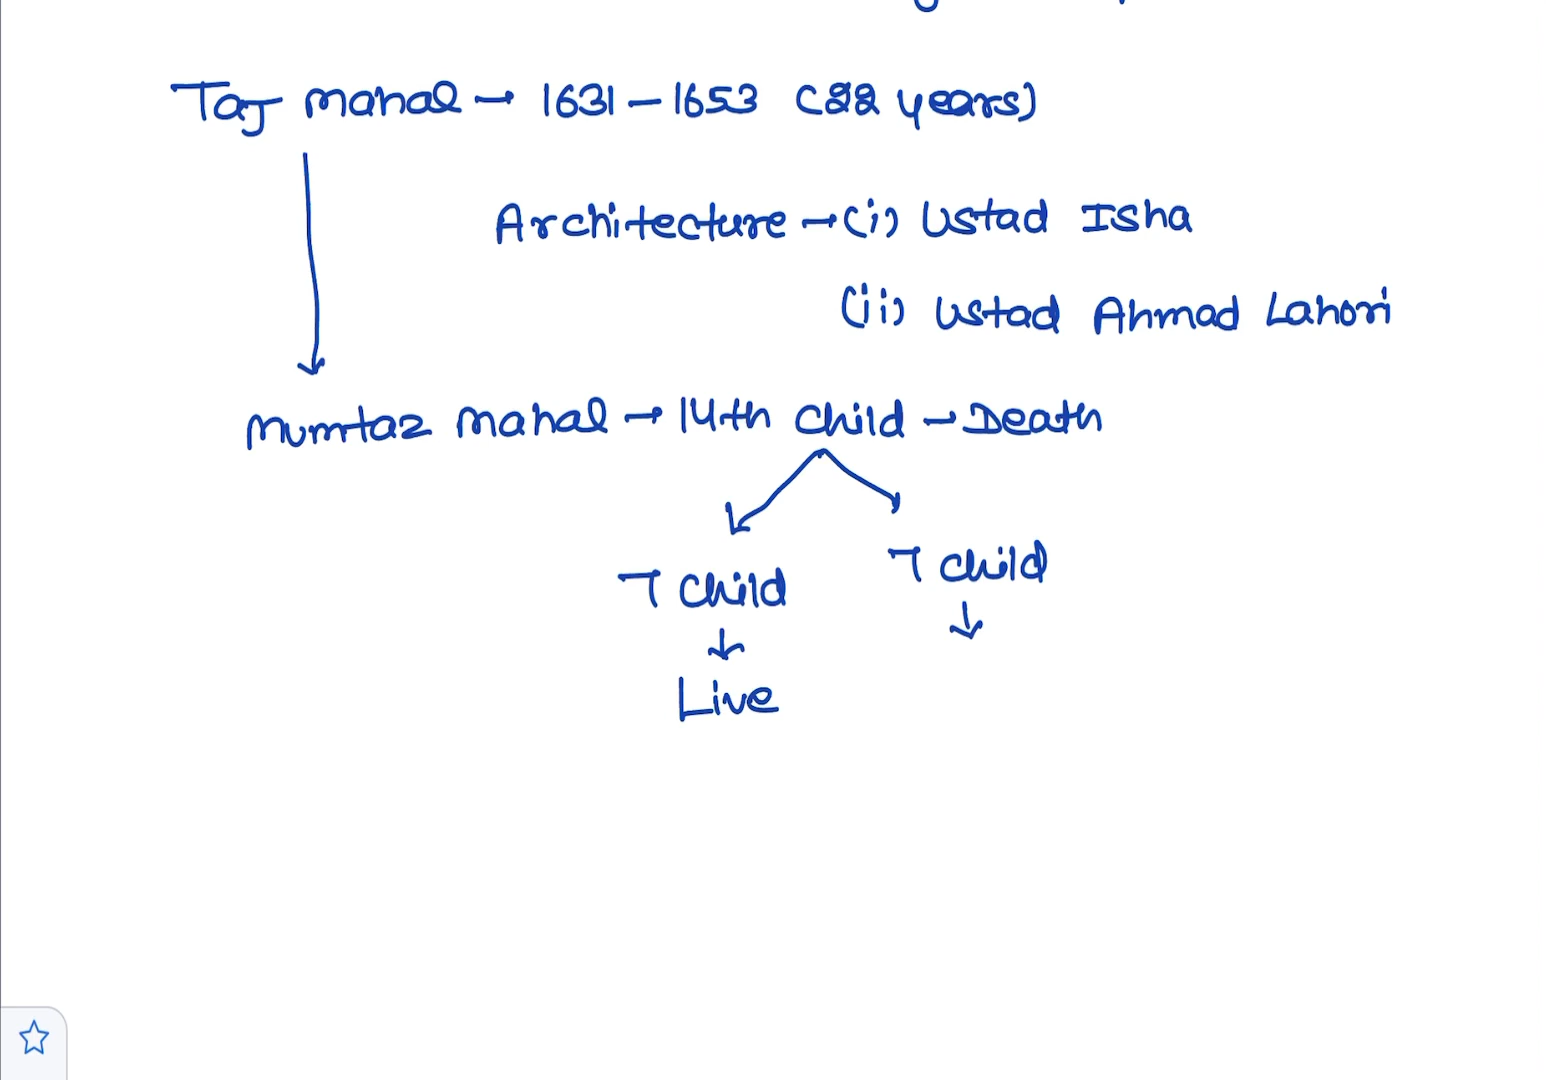 Taj Mahal → 1631 – 1653 (22 years)
Architecture → (i) Ustad Isha
(ii) Ustad Ahmad Lahori
Mumtaz Mahal → 14th child – Death
7 child 7 child
Live